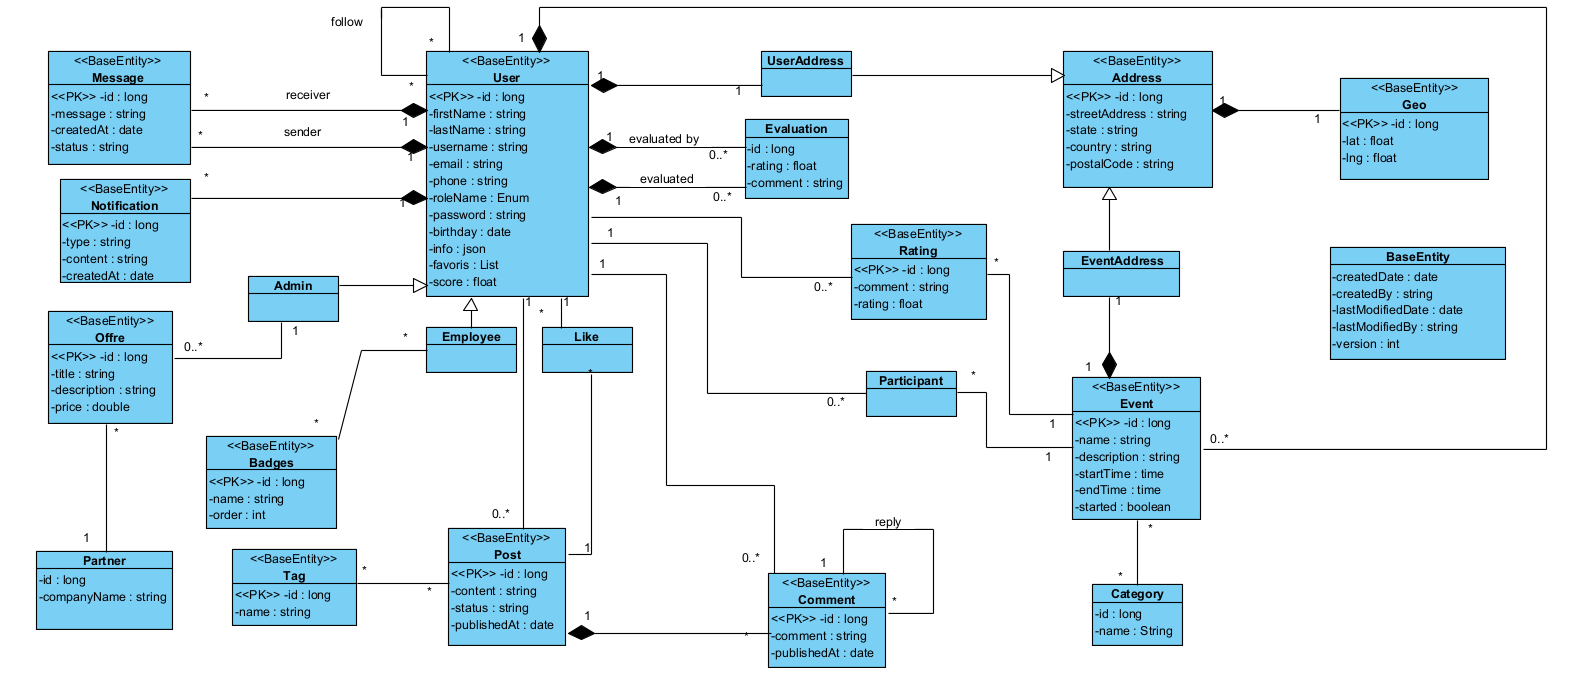 follow
*
*
1
<<BaseEntity>>
Message
<<PK>> -id : long
-message : string
-createdAt : date
-status : string
*
receiver
1
*
sender
1
<<BaseEntity>>
User
<<PK>> -id : long
-firstName : string
-lastName : string
-username : string
-email : string
-phone : string
-roleName : Enum
-password : string
-birthday : date
-info : json
-favoris : List
-score : float
1
1
UserAddress
<<BaseEntity>>
Address
<<PK>> -id : long
-streetAddress : string
-state : string
-country : string
-postalCode : string
1
1
<<BaseEntity>>
Geo
<<PK>> -id : long
-lat : float
-lng : float
1
evaluated by
0..*
1
evaluated
0..*
Evaluation
-id : long
-rating : float
-comment : string
*
1
<<BaseEntity>>
Notification
<<PK>> -id : long
-type : string
-content : string
-createdAt : date
1
1
0..*
<<BaseEntity>>
Rating
<<PK>> -id : long
-comment : string
-rating : float
*
EventAddress
1
BaseEntity
-createdDate : date
-createdBy : string
-lastModifiedDate : date
-lastModifiedBy : string
-version : int
Admin
1
0..*
<<BaseEntity>>
Offre
<<PK>> -id : long
-title : string
-description : string
-price : double
*
1
*
1
Employee
*
Like
*
Participant
*
0..*
1
1
1
<<BaseEntity>>
Event
<<PK>> -id : long
-name : string
-description : string
-startTime : time
-endTime : time
-started : boolean
0..*
*
<<BaseEntity>>
Badges
<<PK>> -id : long
-name : string
-order : int
*
1
Partner
-id : long
-companyName : string
<<BaseEntity>>
Tag
<<PK>> -id : long
-name : string
*
*
0..*
<<BaseEntity>>
Post
<<PK>> -id : long
-content : string
-status : string
-publishedAt : date
1
1
*
0..*
1
reply
*
<<BaseEntity>>
Comment
<<PK>> -id : long
-comment : string
-publishedAt : date
*
Category
-id : long
-name : String